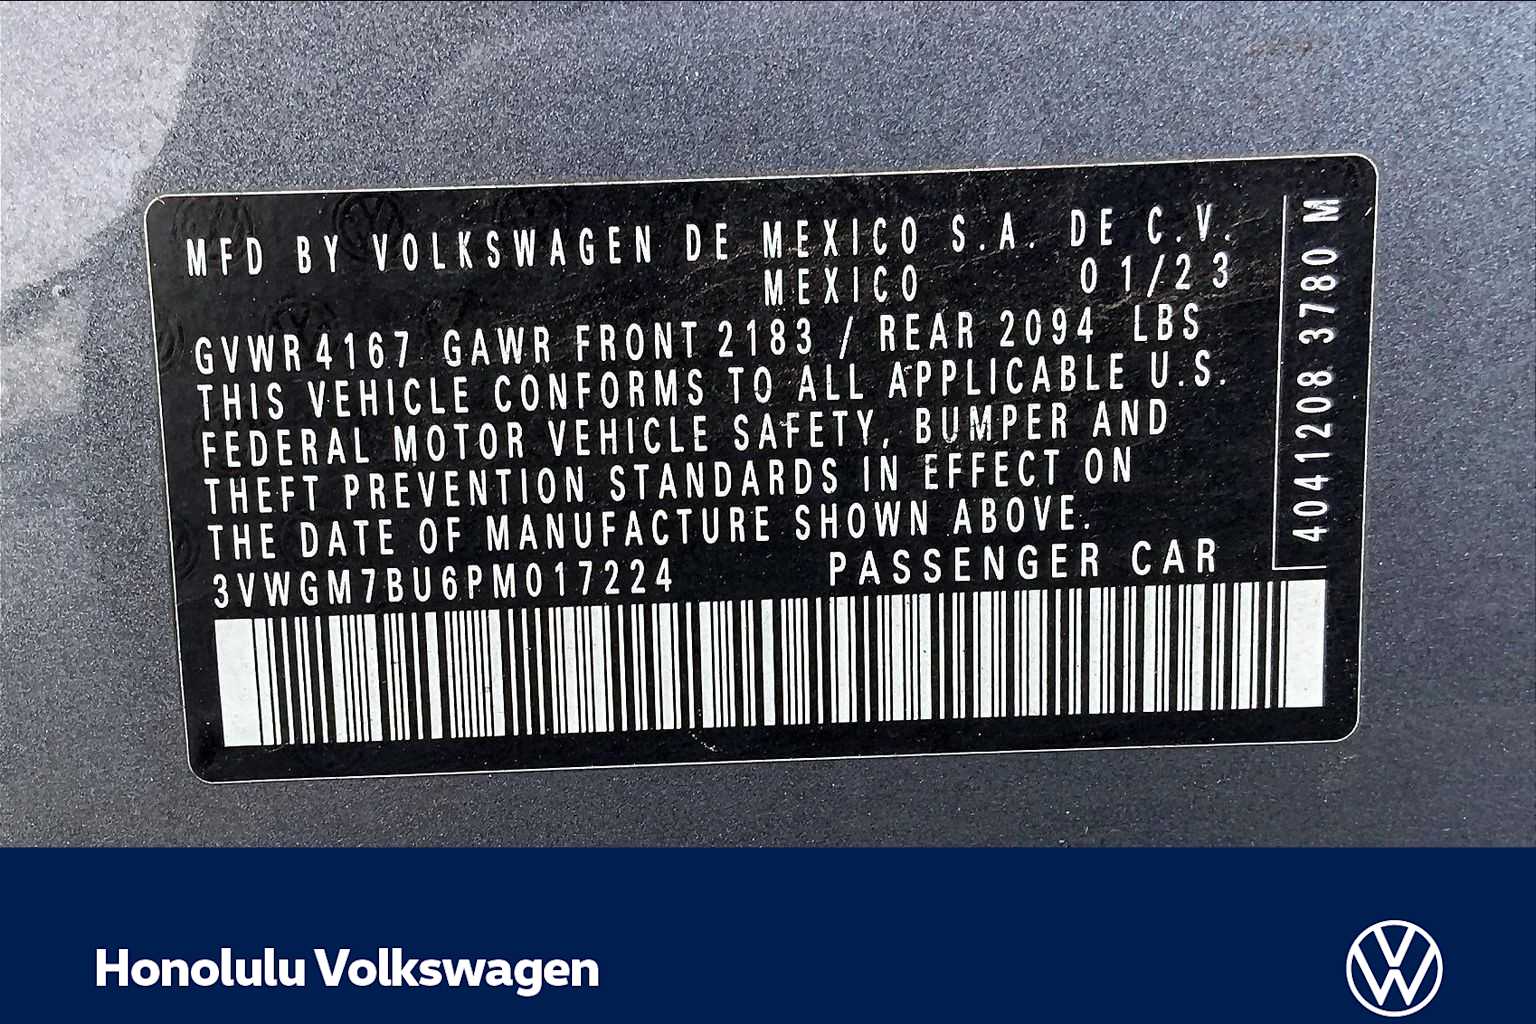 MFD BY VOLKSWAGEN DE MEXICO S.A. DE C.V.
MEXICO 01/23
GVWR 4167 GAWR FRONT 2183 / REAR 2094 LBS
THIS VEHICLE CONFORMS TO ALL APPLICABLE U.S.
FEDERAL MOTOR VEHICLE SAFETY, BUMPER AND
THEFT PREVENTION STANDARDS IN EFFECT ON
THE DATE OF MANUFACTURE SHOWN ABOVE.
3VWGM7BU6PM017224 PASSENGER CAR
4041208 3780 M
Honolulu Volkswagen